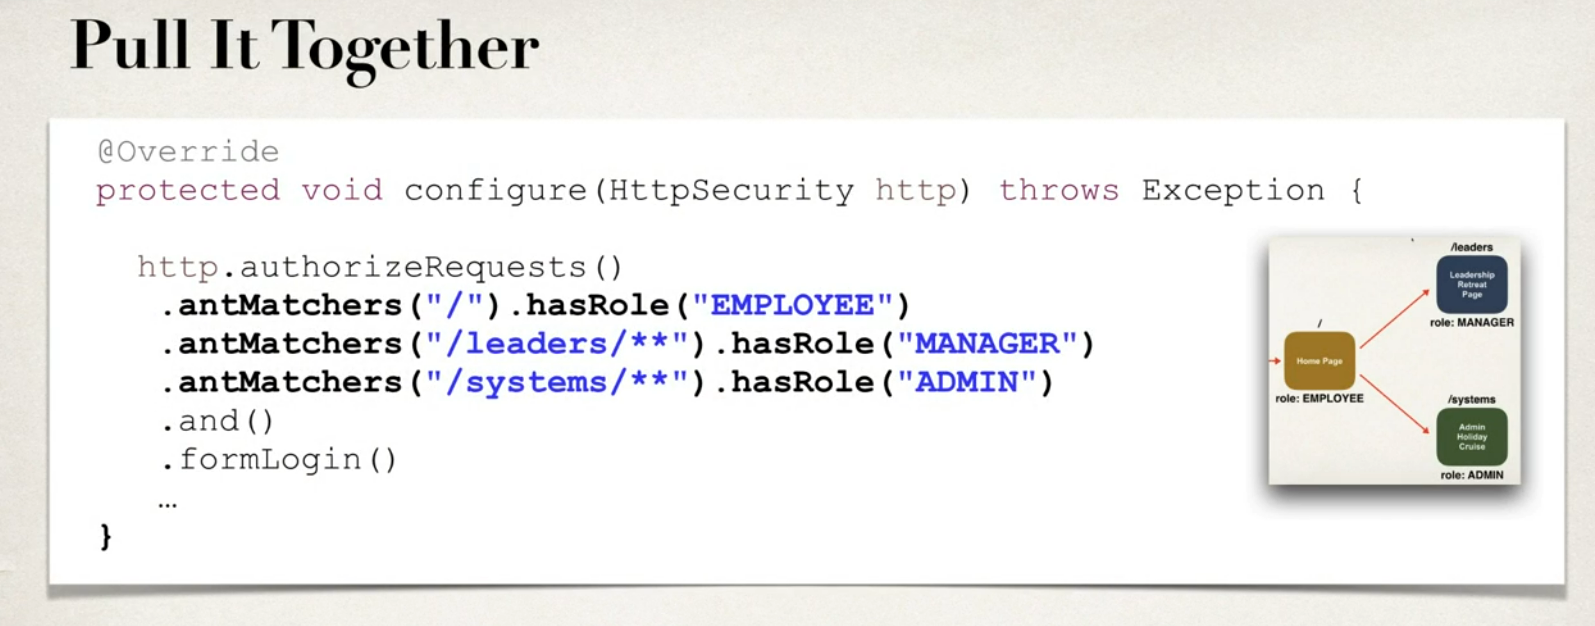 Pull It Together
@Override
protected void configure(HttpSecurity http) throws Exception {
http.authorizeRequests()
.antMatchers("/").hasRole("EMPLOYEE")
.antMatchers("/leaders/**").hasRole("MANAGER")
.antMatchers("/systems/**").hasRole("ADMIN")
.and()
.formLogin()
…
}
/leaders
Leadership
Retreat
Page
role: MANAGER
/
Home Page
role: EMPLOYEE
/systems
Admin
Holiday
Cruise
role: ADMIN